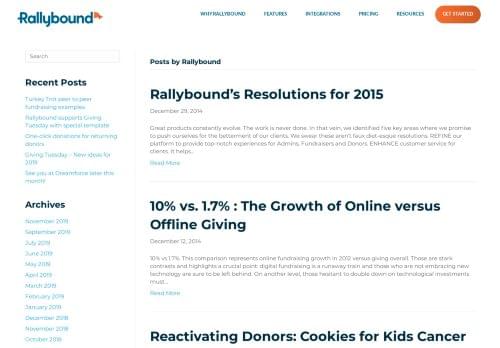 Rallybound
WHY RALLYBOUND
FEATURES
INTEGRATIONS
PRICING
RESOURCES
GET STARTED
Search
Recent Posts
Turkey Trot peer to peer
fundraising examples
Rallybound supports Giving
Tuesday with special template
One-click donations for returning
donors
Giving Tuesday – New ideas for
2019
See you at Dreamforce later this
month!
Archives
November 2019
September 2019
July 2019
June 2019
May 2019
April 2019
March 2019
February 2019
January 2019
December 2018
November 2018
October 2018
Posts by Rallybound
Rallybound's Resolutions for 2015
December 29, 2014
Great products constantly evolve. The work is never done. In that vein, we identified five key areas where we promise
to push ourselves for the betterment of our clients. We swear these aren't faux diet-esque resolutions. REFINE our
platform to provide top-notch experiences for Admins, Fundraisers and Donors. ENHANCE customer service for
clients. It helps...
Read More
10% vs. 1.7% : The Growth of Online versus
Offline Giving
December 12, 2014
10% vs 1.7%. This comparison represents online fundraising growth in 2012 versus giving overall. Those are stark
contrasts and highlights a crucial point: digital fundraising is a runaway train and those who are not embracing new
technology are sure to be left behind. On another level, those hesitant to double down on technological investments
must...
Read More
Reactivating Donors: Cookies for Kids Cancer